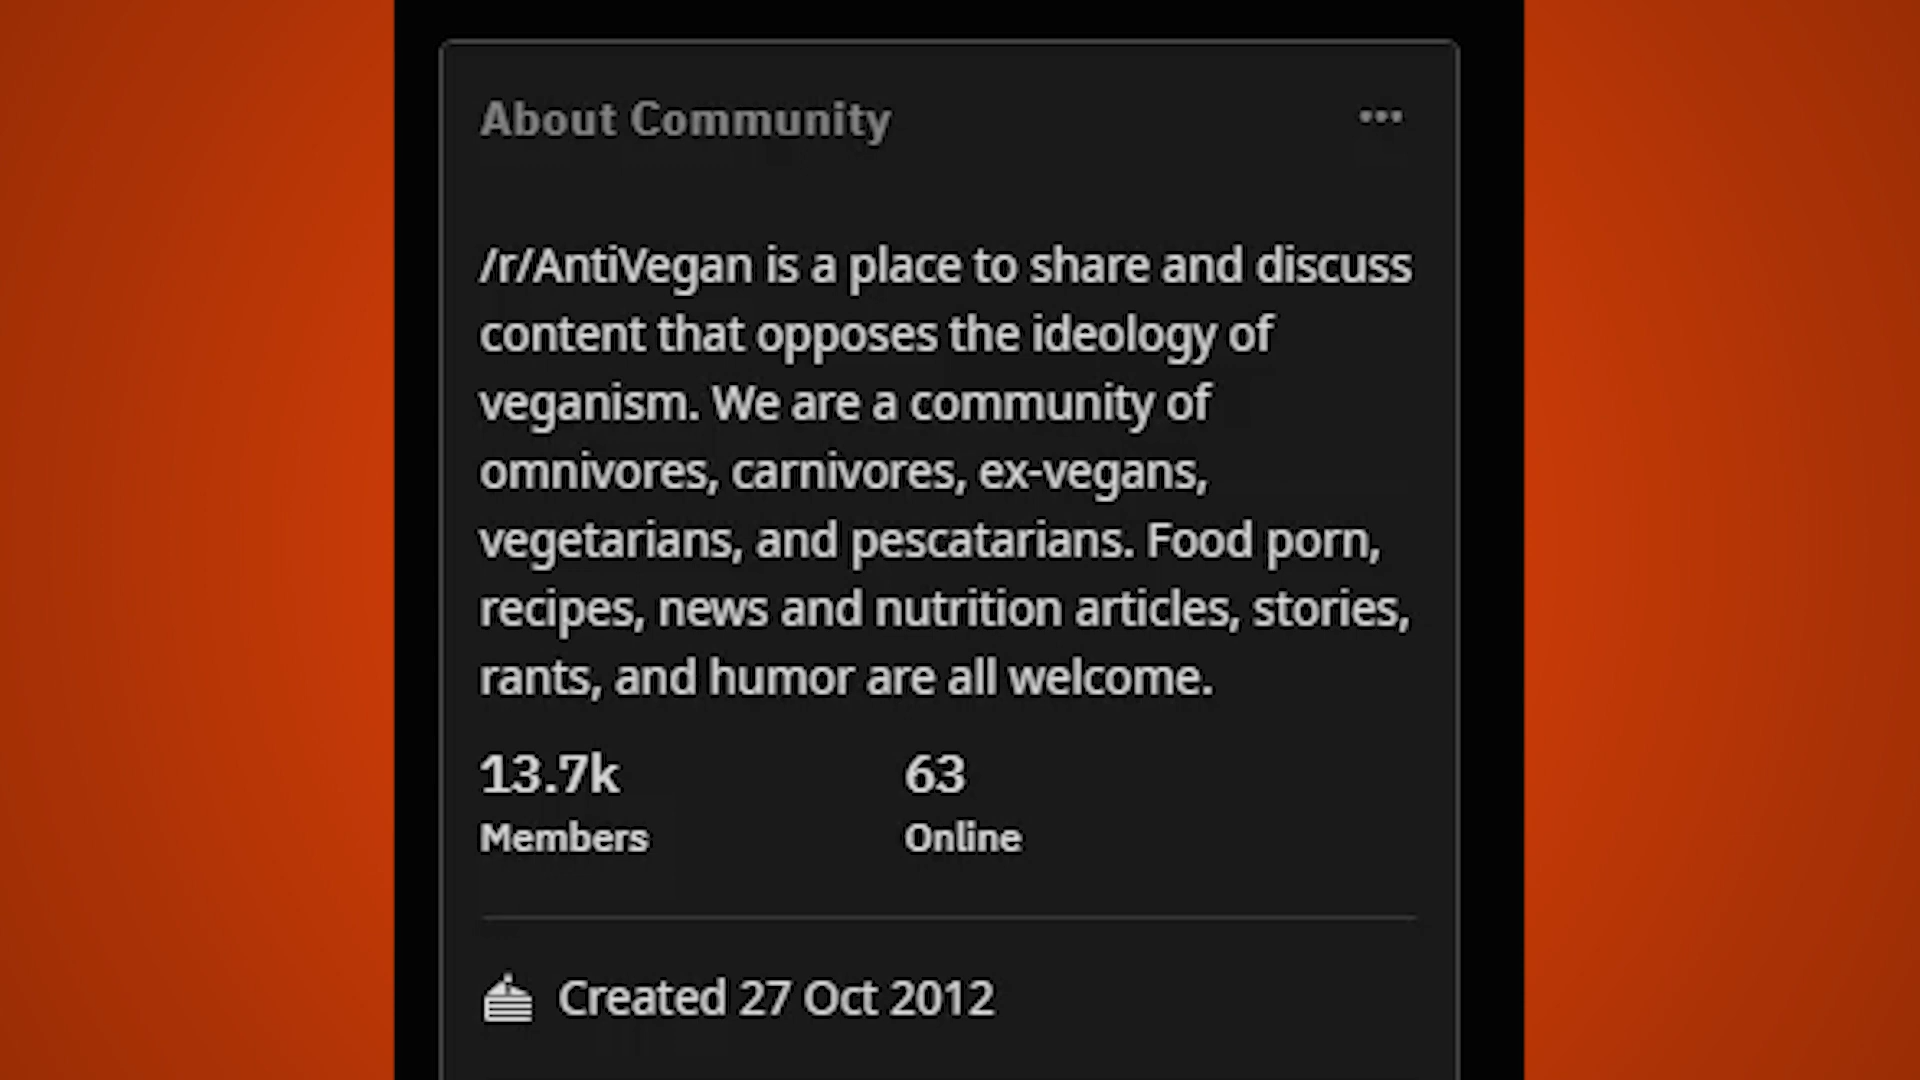 About Community
/r/AntiVegan is a place to share and discuss
content that opposes the ideology of
veganism. We are a community of
omnivores, carnivores, ex-vegans,
vegetarians, and pescatarians. Food porn,
recipes, news and nutrition articles, stories,
rants, and humor are all welcome.
13.7k 63
Members Online
Created 27 Oct 2012